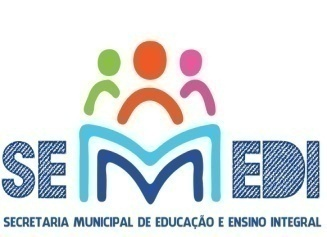 SEMEDI
SECRETARIA MUNICIPAL DE EDUCAÇÃO E ENSINO INTEGRAL